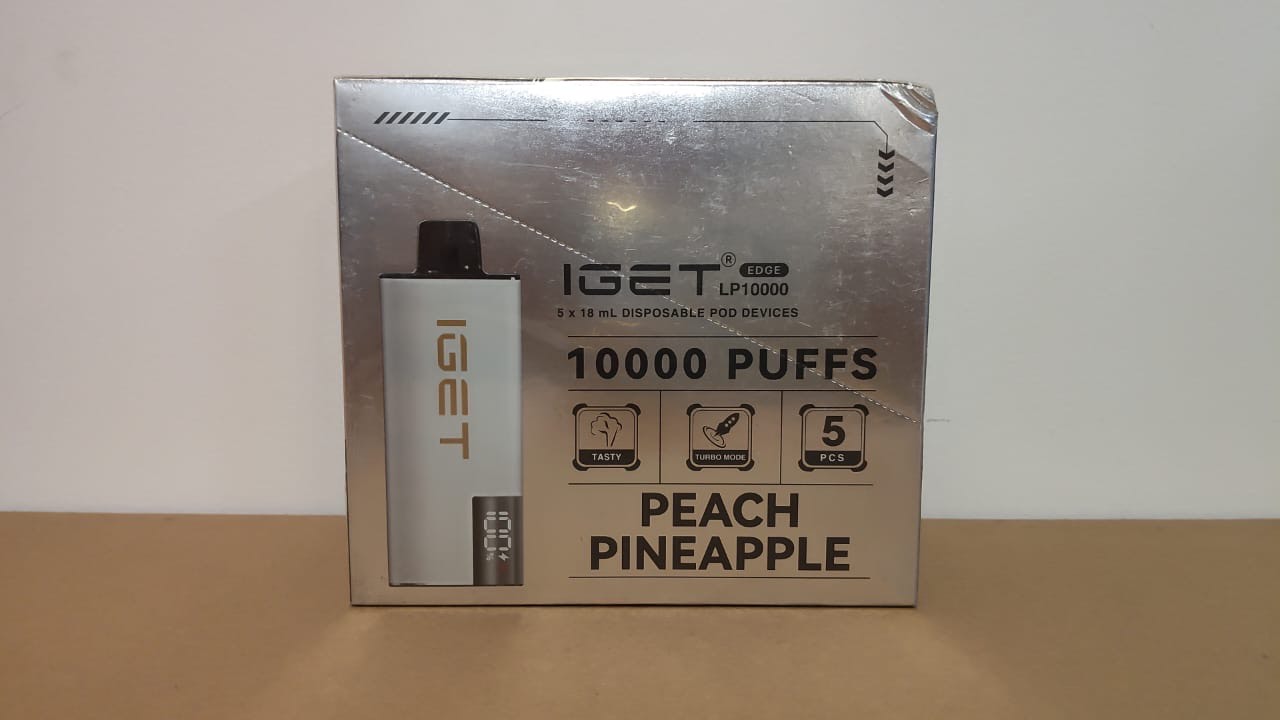 IGET® EDGE
LP10000
5 x 18 mL DISPOSABLE POD DEVICES
10000 PUFFS
TASTY
TURBO MODE
5
PCS
PEACH
PINEAPPLE
IGET
100%